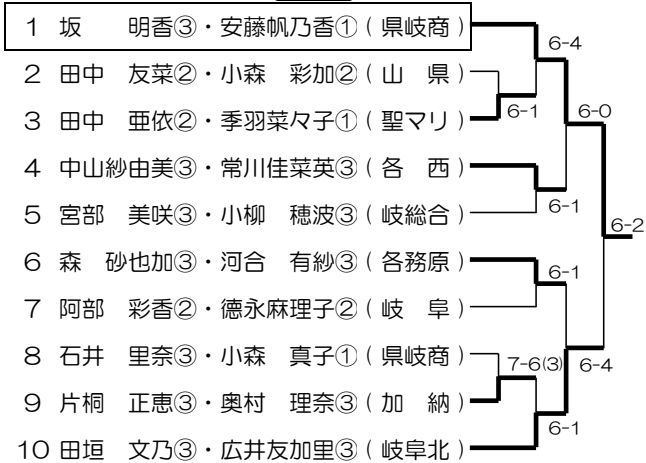 1 坂　　明香③・安藤帆乃香①(県岐商)
6-4
2 田中　友菜②・小森　彩加②(山　県)
6-1 6-0
3 田中　亜依②・季羽菜々子①(聖マリ)
4 中山紗由美③・常川佳菜英③(各　西)
6-1
5 宮部　美咲③・小柳　穂波③(岐総合)
6-2
6 森　砂也加③・河合　有紗③(各務原)
6-1
7 阿部　彩香②・德永麻理子②(岐　阜)
8 石井　里奈③・小森　真子①(県岐商)
7-6(3) 6-4
9 片桐　正恵③・奥村　理奈③(加　納)
6-1
10 田垣　文乃③・広井友加里③(岐阜北)